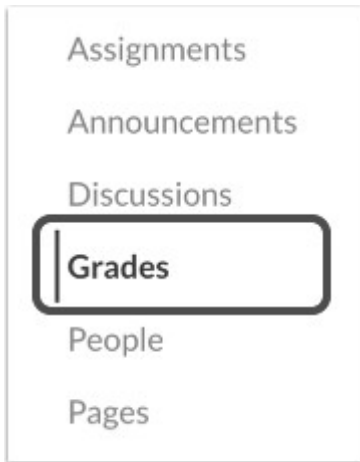 Assignments
Announcements
Discussions
Grades
People
Pages